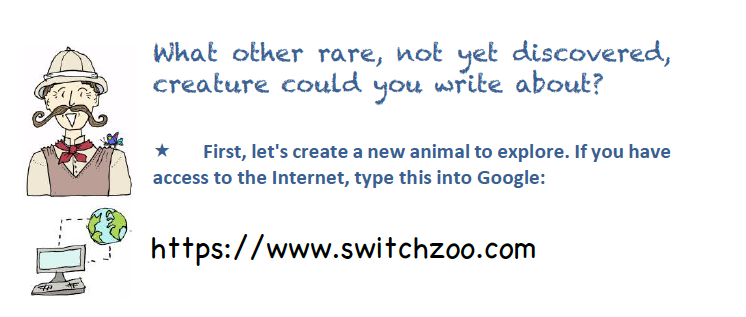 What other rare, not yet discovered,
creature could you write about?
★ First, let's create a new animal to explore. If you have
access to the Internet, type this into Google:
https://www.switchzoo.com